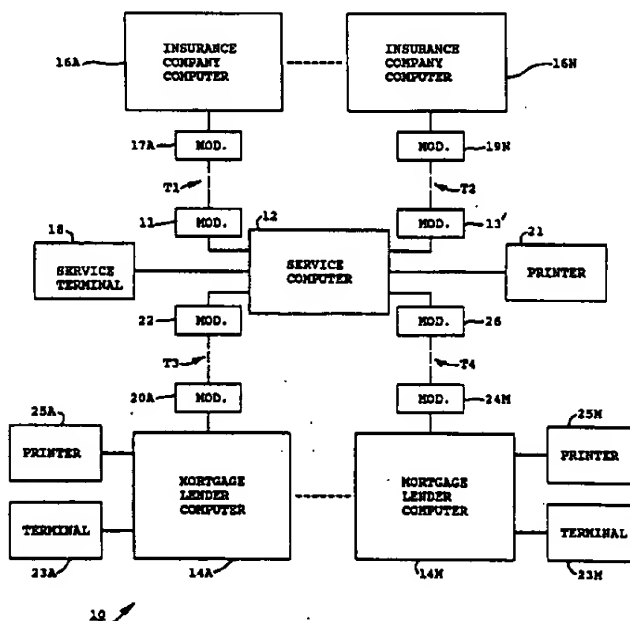 INSURANCE COMPANY COMPUTER
INSURANCE COMPANY COMPUTER
16A
16N
17A
MOD.
MOD.
19N
T1
T2
11
MOD.
12
MOD.
13'
18
SERVICE TERMINAL
SERVICE COMPUTER
21
PRINTER
22
MOD.
MOD.
26
T3
T4
20A
MOD.
MOD.
24M
25A
PRINTER
MORTGAGE LENDER COMPUTER
MORTGAGE LENDER COMPUTER
25M
PRINTER
TERMINAL
TERMINAL
23A
14A
14M
23M
10